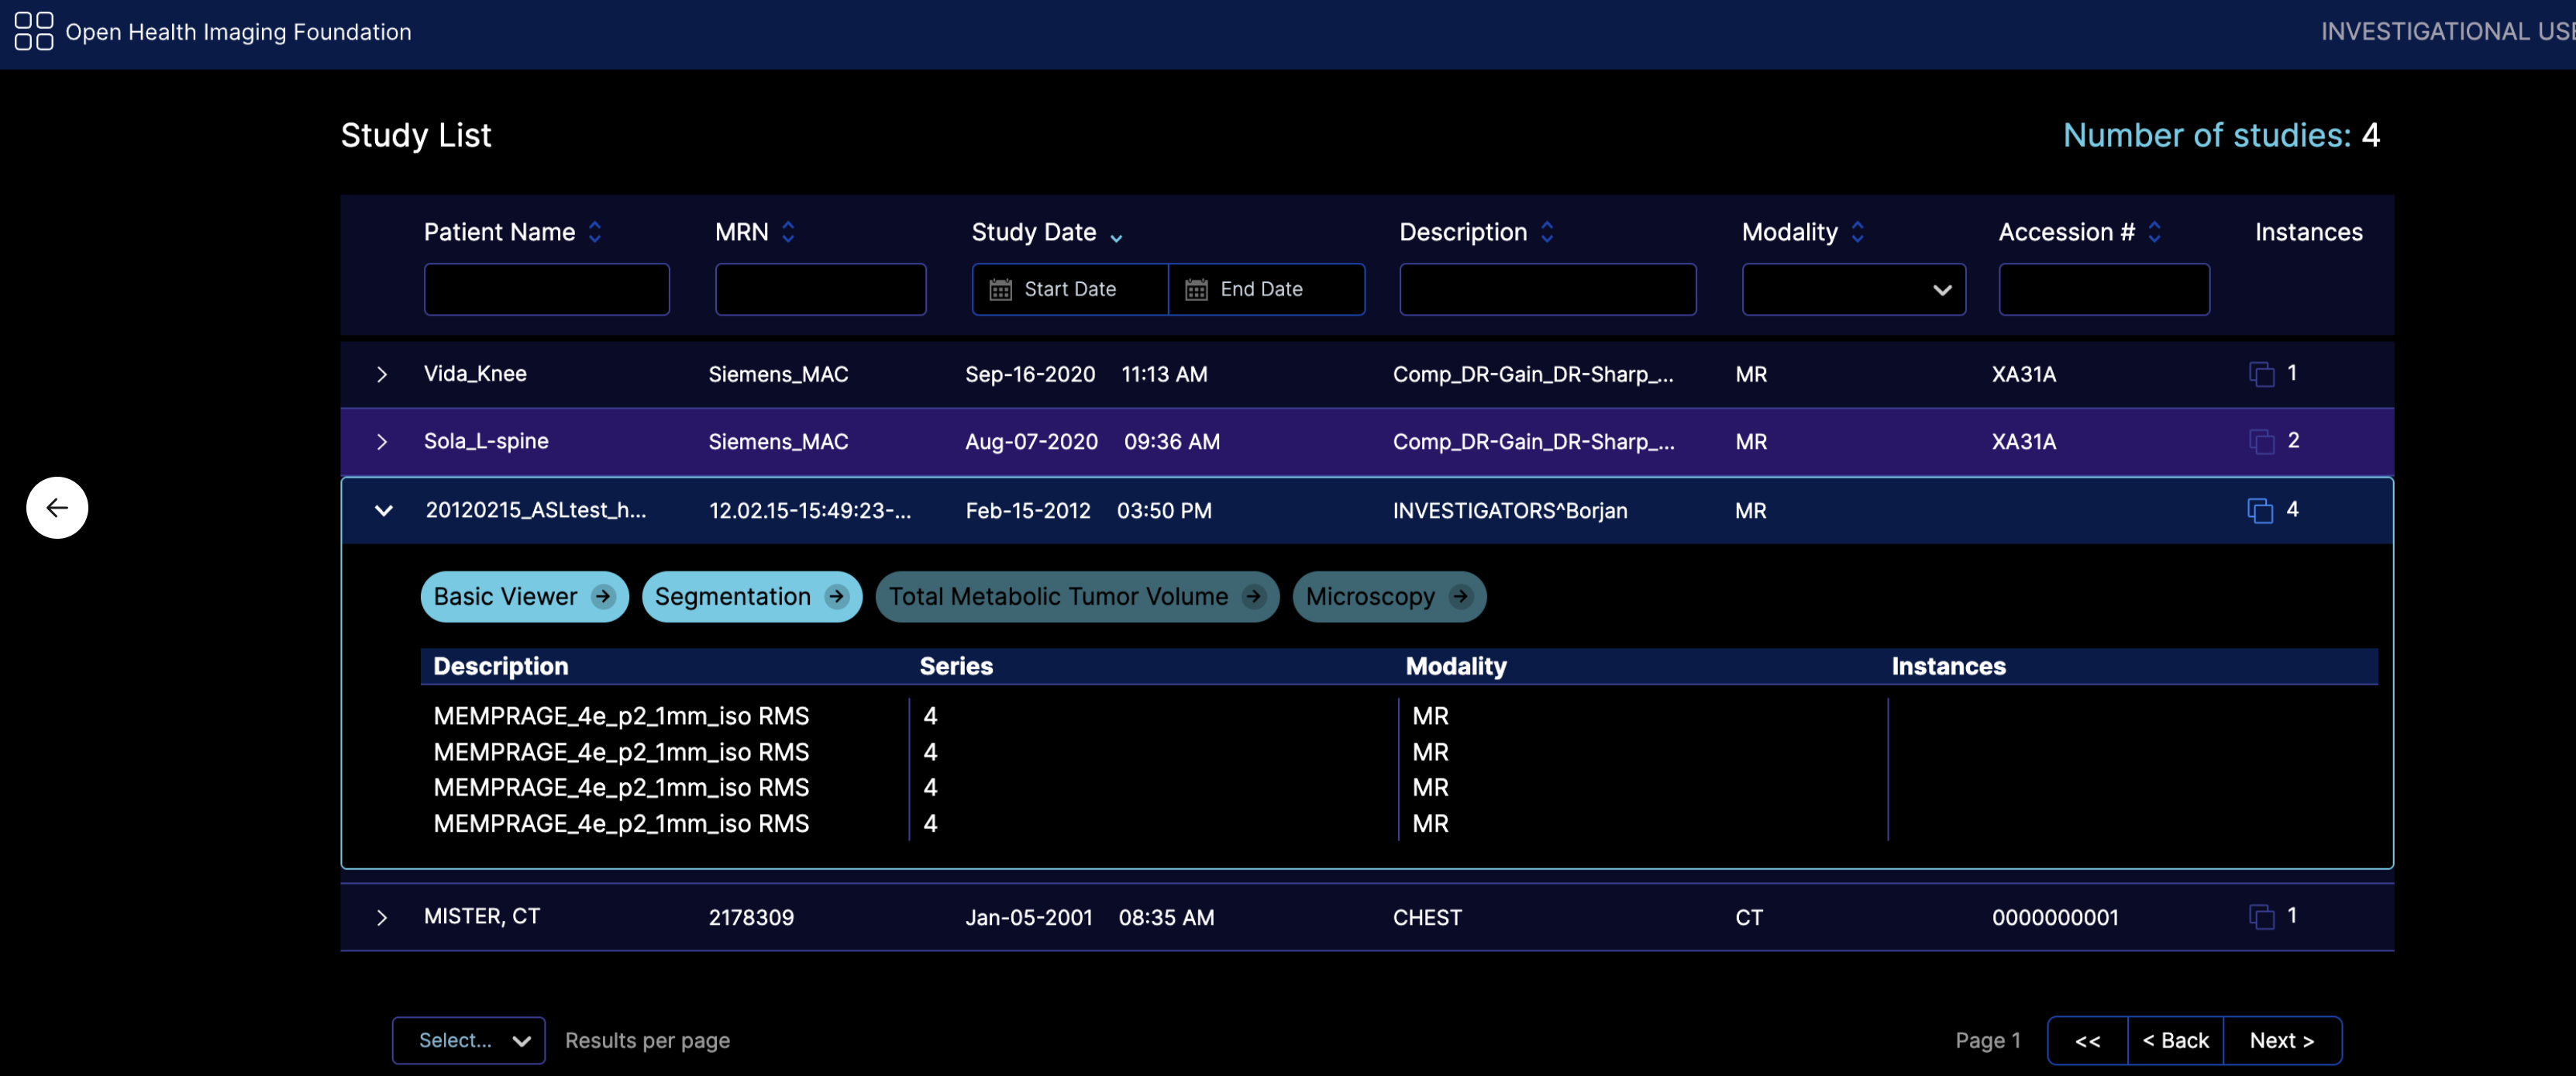 Open Health Imaging Foundation INVESTIGATIONAL USE
Study List Number of studies: 4
Patient Name MRN Study Date Description Modality Accession # Instances
Start Date End Date
Vida_Knee Siemens_MAC Sep-16-2020 11:13 AM Comp_DR-Gain_DR-Sharp_... MR XA31A 1
Sola_L-spine Siemens_MAC Aug-07-2020 09:36 AM Comp_DR-Gain_DR-Sharp_... MR XA31A 2
20120215_ASLtest_h... 12.02.15-15:49:23-... Feb-15-2012 03:50 PM INVESTIGATORS^Borjan MR 4
Basic Viewer Segmentation Total Metabolic Tumor Volume Microscopy
Description Series Modality Instances
MEMPRAGE_4e_p2_1mm_iso RMS 4 MR
MEMPRAGE_4e_p2_1mm_iso RMS 4 MR
MEMPRAGE_4e_p2_1mm_iso RMS 4 MR
MEMPRAGE_4e_p2_1mm_iso RMS 4 MR
MISTER, CT 2178309 Jan-05-2001 08:35 AM CHEST CT 0000000001 1
Select... Results per page Page 1 << < Back Next >